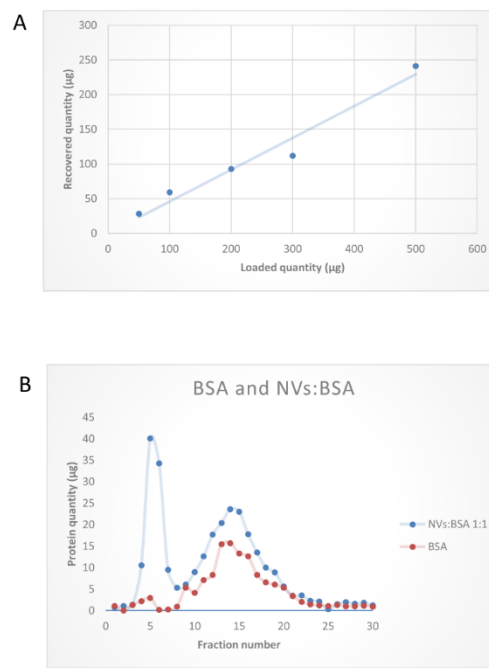 A
300
250
200
150
100
50
0
0 100 200 300 400 500 600
Recovered quantity (µg)
Loaded quantity (µg)
B
BSA and NVs:BSA
45
40
35
30
25
20
15
10
5
0
0 5 10 15 20 25 30
Protein quantity (µg)
Fraction number
NVs:BSA 1:1
BSA